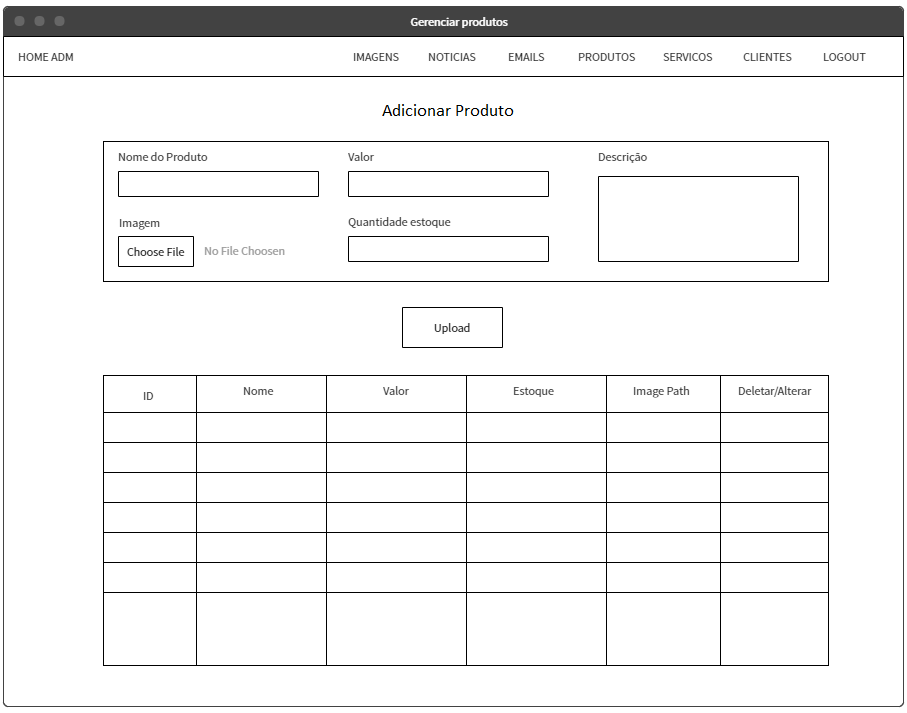 Gerenciar produtos
HOME ADM IMAGENS NOTICIAS EMAILS PRODUTOS SERVICOS CLIENTES LOGOUT
Adicionar Produto
Nome do Produto Valor Descrição
Imagem Quantidade estoque
Choose File No File Choosen
Upload
ID Nome Valor Estoque Image Path Deletar/Alterar